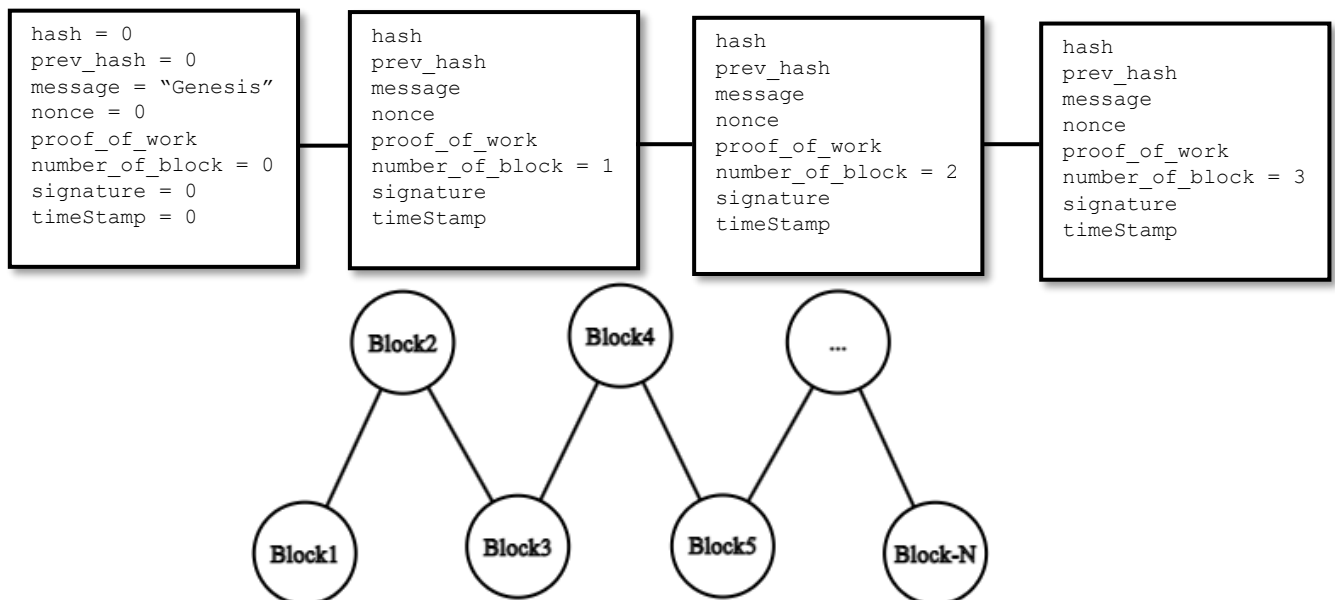 hash = 0
prev_hash = 0
message = “Genesis”
nonce = 0
proof_of_work
number_of_block = 0
signature = 0
timeStamp = 0
hash
prev_hash
message
nonce
proof_of_work
number_of_block = 1
signature
timeStamp
hash
prev_hash
message
nonce
proof_of_work
number_of_block = 2
signature
timeStamp
hash
prev_hash
message
nonce
proof_of_work
number_of_block = 3
signature
timeStamp
Block2
Block4
...
Block1
Block3
Block5
Block-N